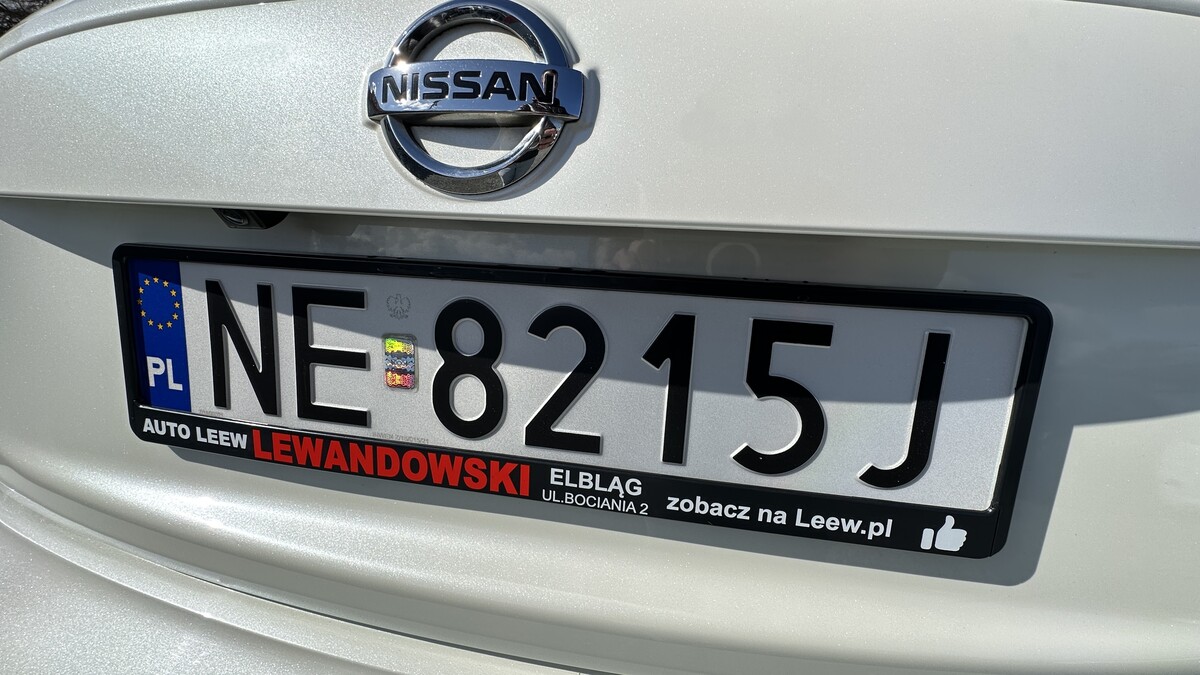 NISSAN
PL
NE 8215J
AUTO LEEW LEWANDOWSKI ELBLĄG UL.BOCIANIA 2 zobacz na Leew.pl